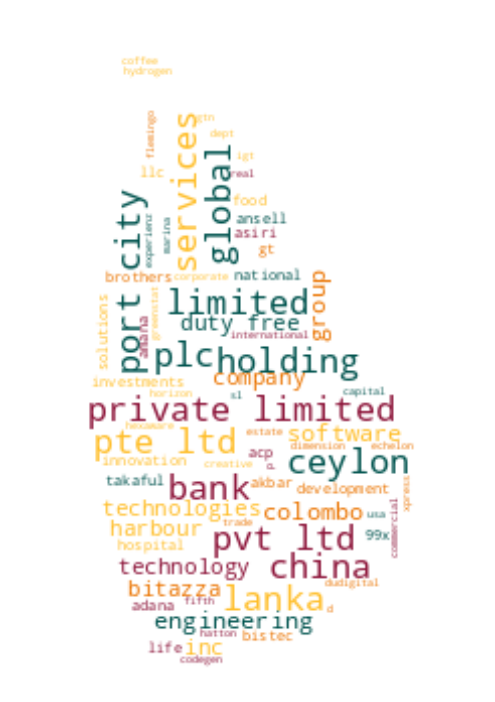 coffee
hydrogen
flemingo
services
gtn
dept
global
igt
llc
real
port city
food
experienz
marina
ansell
asiri
gt
brothers
corporate
national
group
solutions
greenstat
limited
amana
duty free
international
plc
holding
company
investments
horizon
sl
capital
private limited
hexaware
pte ltd
estate
software
dimension
echelon
innovation
creative
acp
p
ceylon
takaful
bank
akbar
development
xpress
technologies
colombo
usa
trade
harbour
pvt ltd
99x
commercial
hospital
technology
china
dudigital
bitazza
lanka
adana
fifth
d
engineering
hatton
bistec
life
inc
codegen